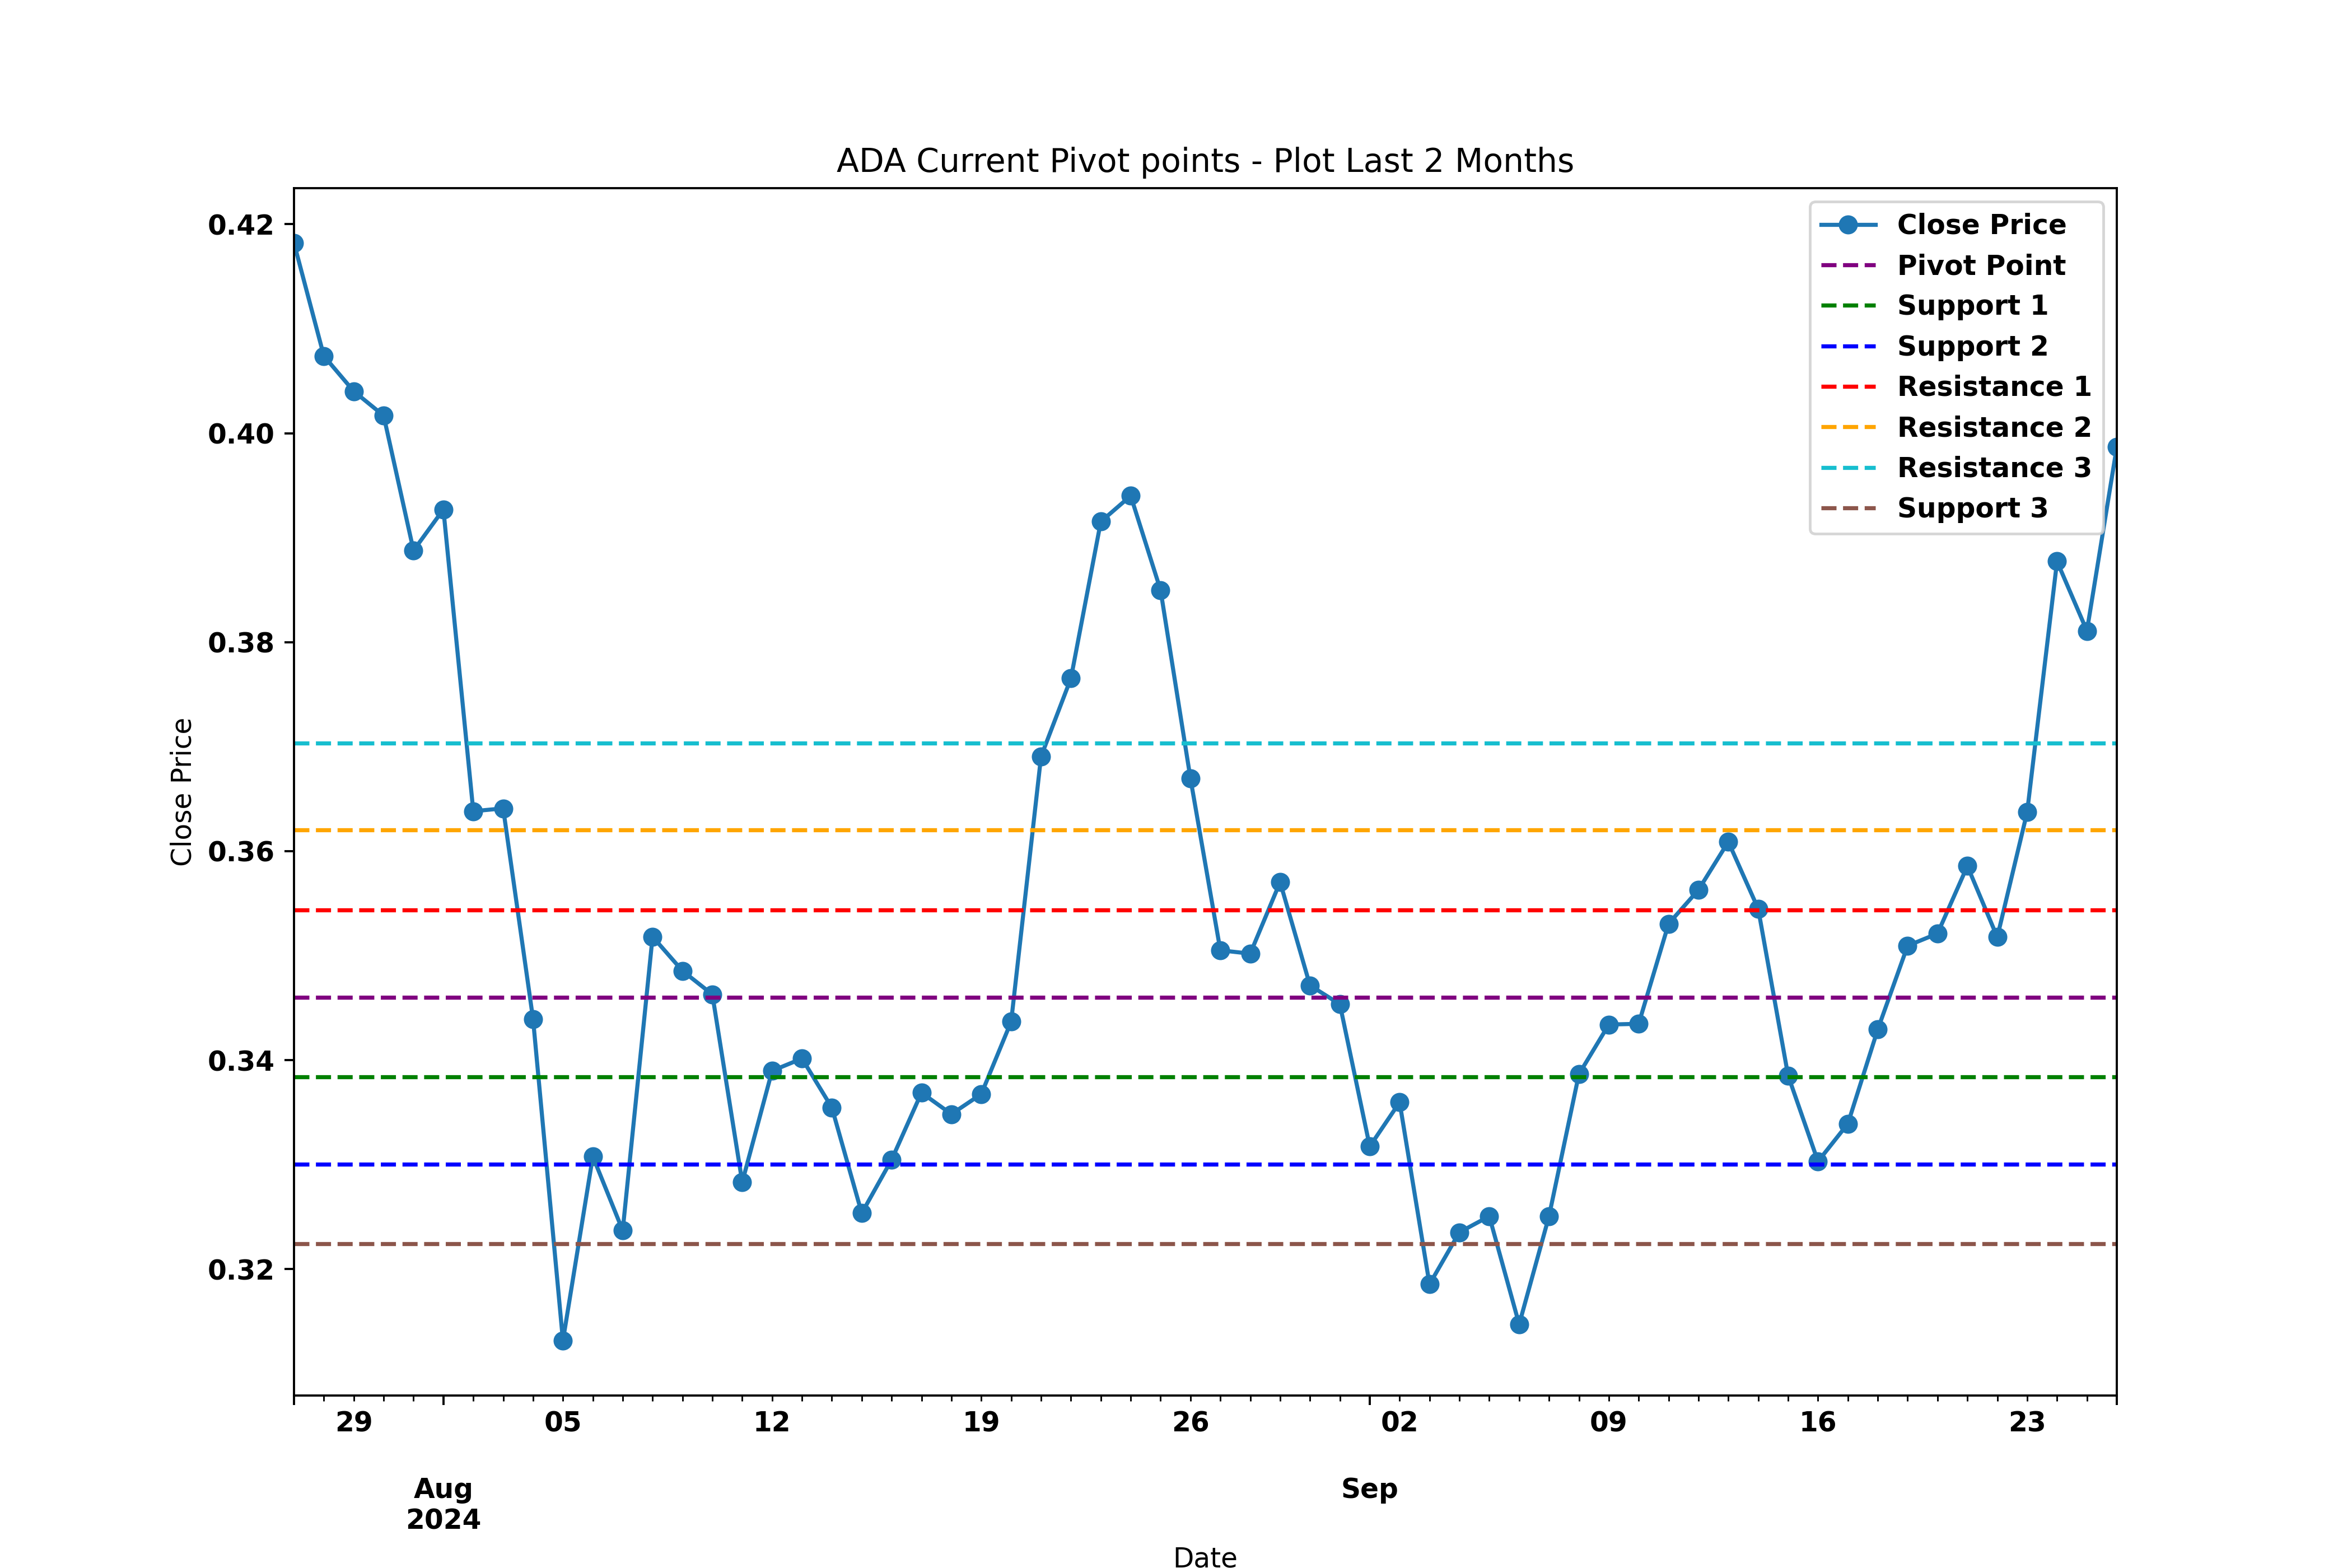 ADA Current Pivot points - Plot Last 2 Months
Close Price
0.42
0.40
0.38
0.36
0.34
0.32
Close Price
Pivot Point
Support 1
Support 2
Resistance 1
Resistance 2
Resistance 3
Support 3
29 05 12 19 26 02 09 16 23
Aug Sep
2024
Date